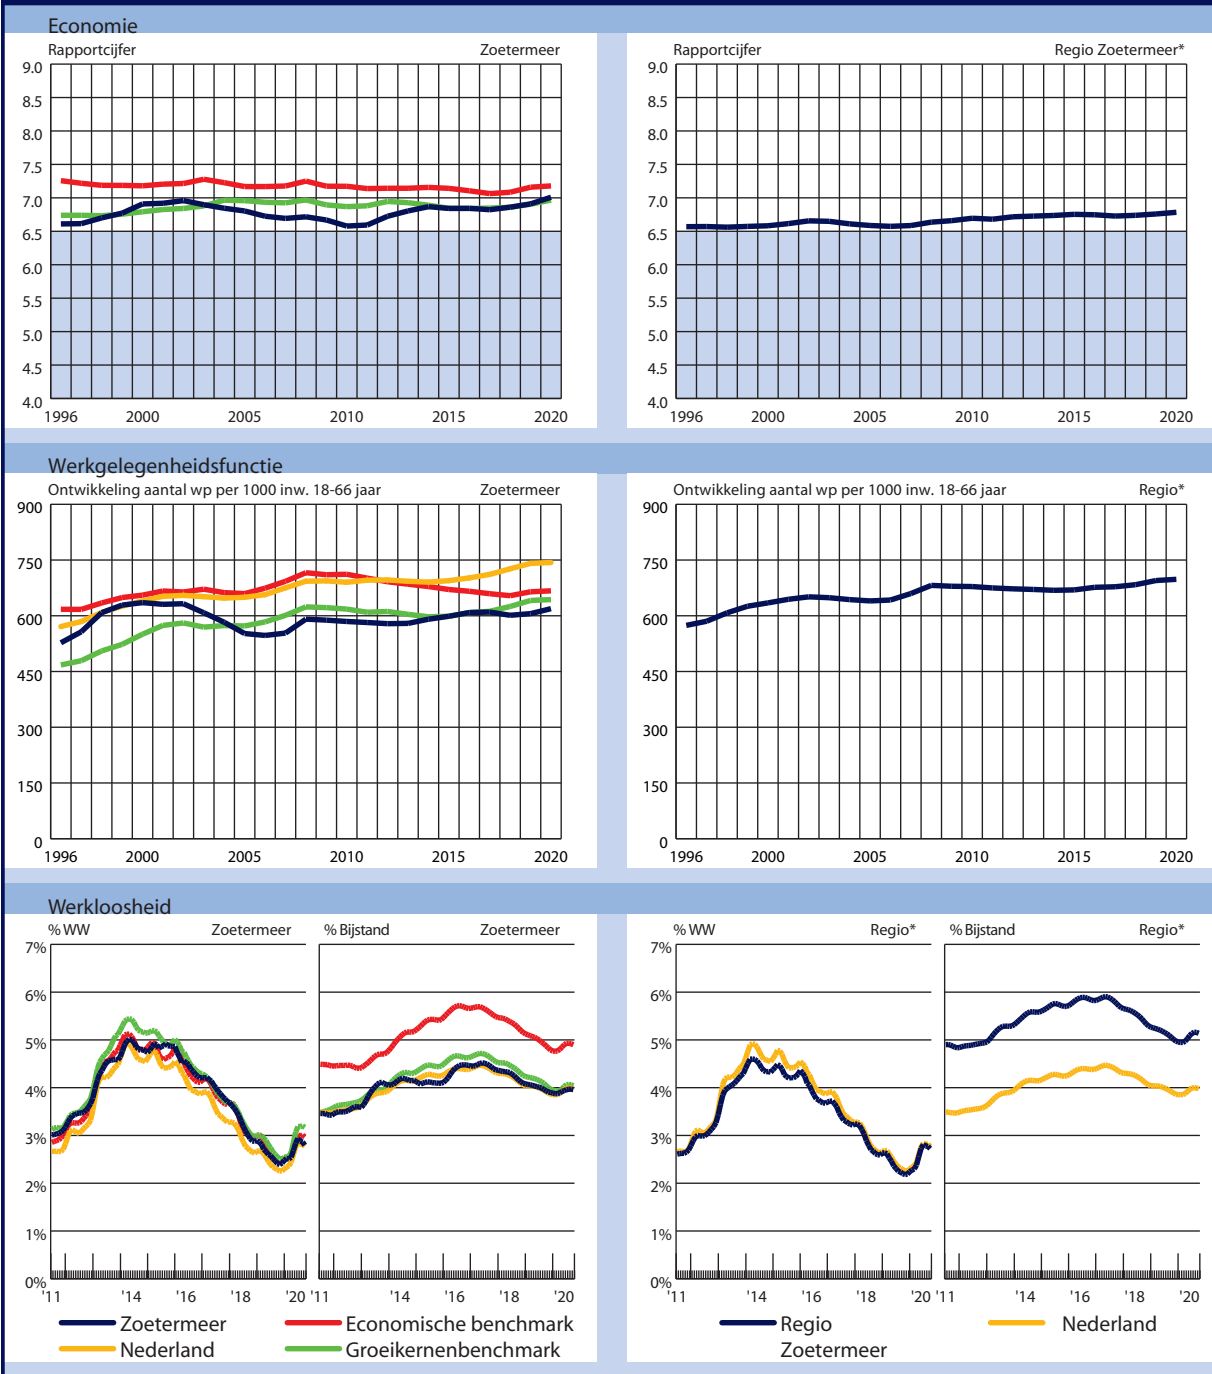 Economie
Rapportcijfer Zoetermeer
9.0
8.5
8.0
7.5
7.0
6.5
6.0
5.5
5.0
4.5
4.0
1996 2000 2005 2010 2015 2020
Rapportcijfer Regio Zoetermeer*
9.0
8.5
8.0
7.5
7.0
6.5
6.0
5.5
5.0
4.5
4.0
1996 2000 2005 2010 2015 2020
Werkgelegenheidsfunctie
Ontwikkeling aantal wp per 1000 inw. 18-66 jaar Zoetermeer
900
750
600
450
300
150
0
1996 2000 2005 2010 2015 2020
Ontwikkeling aantal wp per 1000 inw. 18-66 jaar Regio*
900
750
600
450
300
150
0
1996 2000 2005 2010 2015 2020
Werkloosheid
% WW Zoetermeer % Bijstand Zoetermeer
7%
6%
5%
4%
3%
2%
1%
0%
'11 '14 '16 '18 '20 '11 '14 '16 '18 '20
Zoetermeer Economische benchmark
Nederland Groeikernenbenchmark
% WW Regio* % Bijstand Regio*
7%
6%
5%
4%
3%
2%
1%
0%
'11 '14 '16 '18 '20 '11 '14 '16 '18 '20
Regio Nederland
Zoetermeer